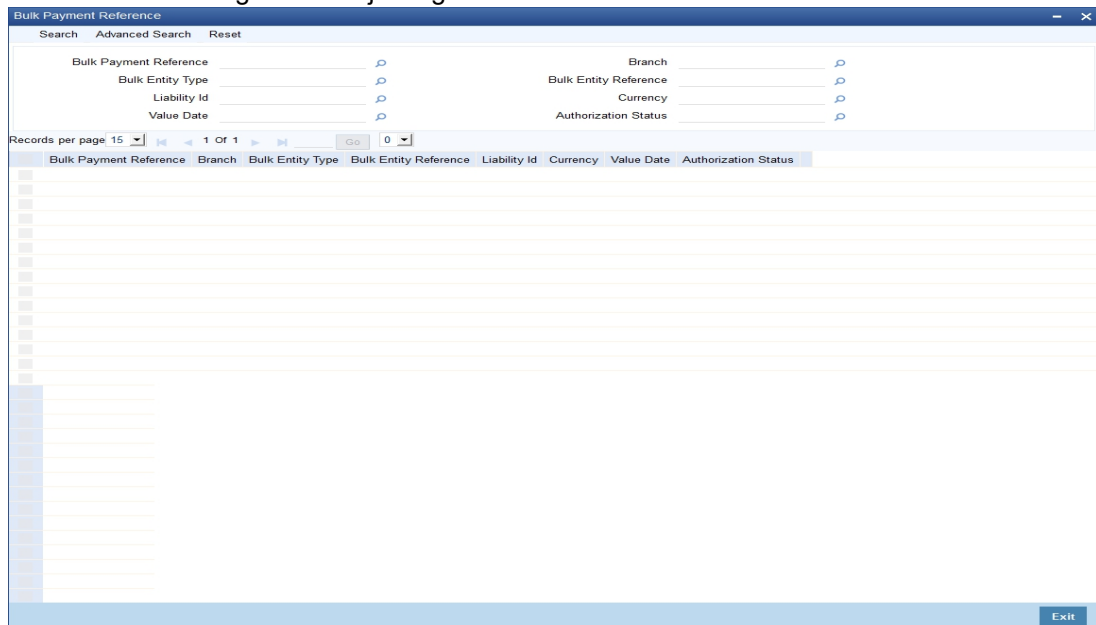 Bulk Payment Reference
Search Advanced Search Reset
Bulk Payment Reference Branch
Bulk Entity Type Bulk Entity Reference
Liability Id Currency
Value Date Authorization Status
Records per page 15 1 Of 1 Go 0
Bulk Payment Reference Branch Bulk Entity Type Bulk Entity Reference Liability Id Currency Value Date Authorization Status
Exit